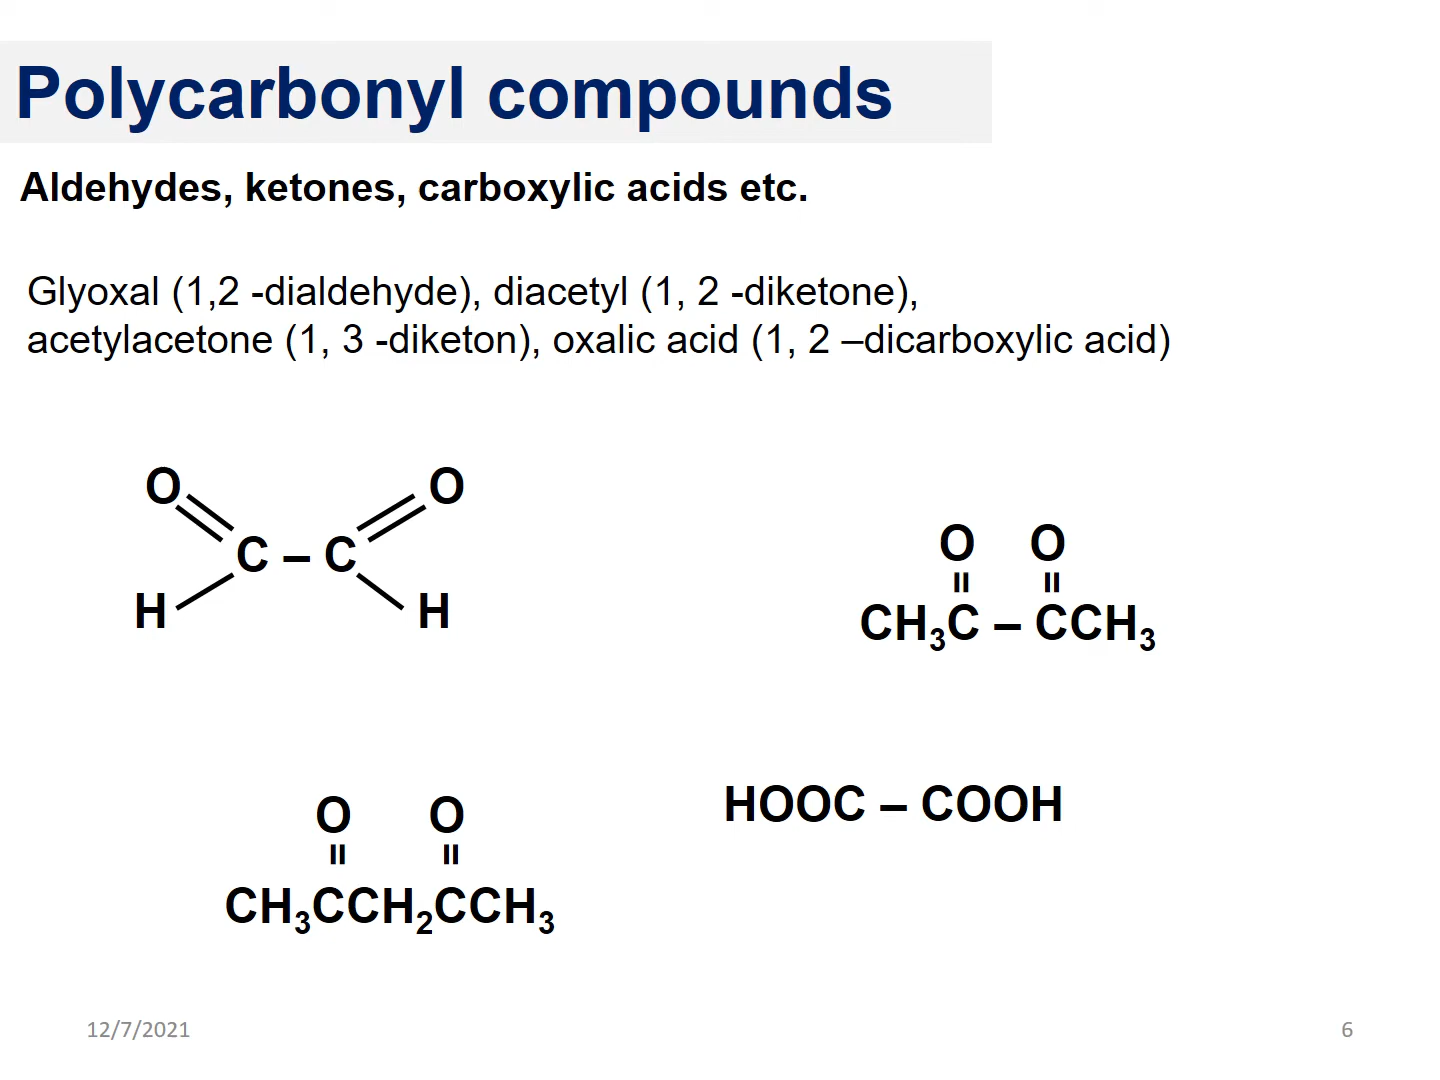 Polycarbonyl compounds
Aldehydes, ketones, carboxylic acids etc.
Glyoxal (1,2 -dialdehyde), diacetyl (1, 2 -diketone),
acetylacetone (1, 3 -diketon), oxalic acid (1, 2 –dicarboxylic acid)
O O
C – C
H H
O O
CH₃C – CCH₃
O O
CH₃CCH₂CCH₃
HOOC – COOH
12/7/2021
6